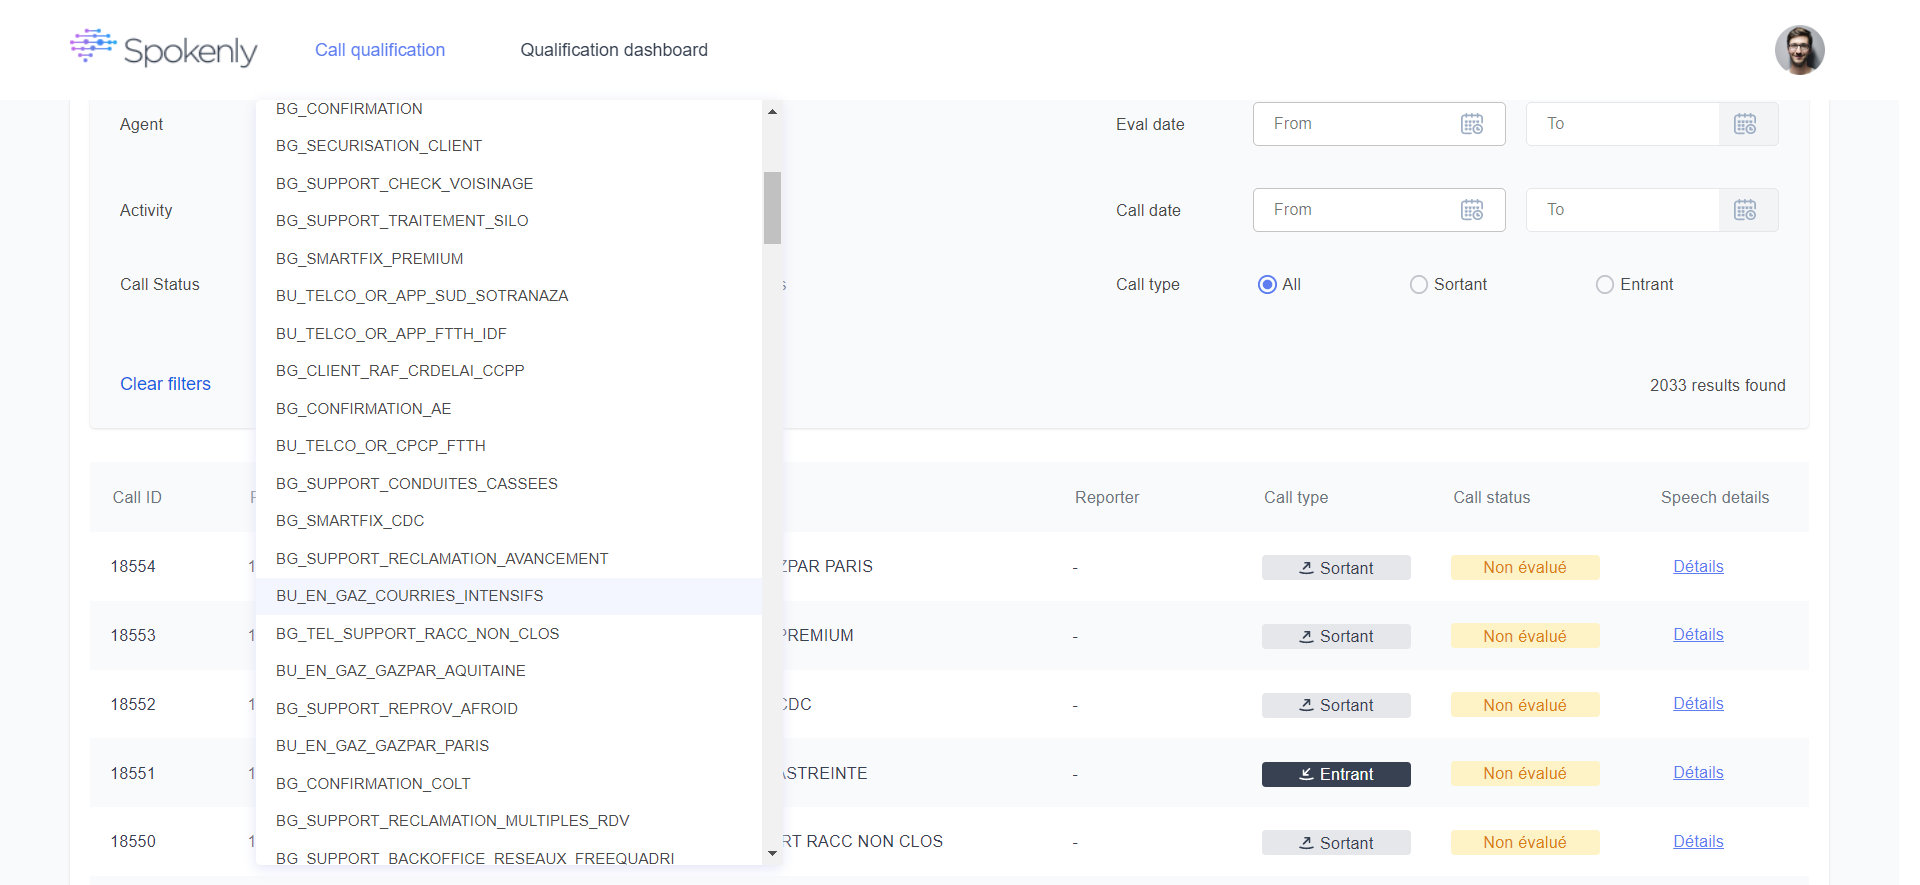 Spokenly
Call qualification
Qualification dashboard
Agent
Eval date
From
To
Activity
Call date
From
To
Call Status
Call type
All
Sortant
Entrant
Clear filters
2033 results found
BG_CONFIRMATION
BG_SECURISATION_CLIENT
BG_SUPPORT_CHECK_VOISINAGE
BG_SUPPORT_TRAITEMENT_SILO
BG_SMARTFIX_PREMIUM
BU_TELCO_OR_APP_SUD_SOTRANAZA
BU_TELCO_OR_APP_FTTH_IDF
BG_CLIENT_RAF_CRDELAI_CCPP
BG_CONFIRMATION_AE
BU_TELCO_OR_CPCP_FTTH
BG_SUPPORT_CONDUITES_CASSEES
BG_SMARTFIX_CDC
BG_SUPPORT_RECLAMATION_AVANCEMENT
BU_EN_GAZ_COURRIES_INTENSIFS
BG_TEL_SUPPORT_RACC_NON_CLOS
BU_EN_GAZ_GAZPAR_AQUITAINE
BG_SUPPORT_REPROV_AFROID
BU_EN_GAZ_GAZPAR_PARIS
BG_CONFIRMATION_COLT
BG_SUPPORT_RECLAMATION_MULTIPLES_RDV
BG_SUPPORT_BACKOFFICE_RESEAUX_FREEQUADRI
Call ID Reporter Call type Call status Speech details
18554 PARIS - Sortant Non évalué Détails
18553 PREMIUM - Sortant Non évalué Détails
18552 CDC - Sortant Non évalué Détails
18551 ASTREINTE - Entrant Non évalué Détails
18550 RACC NON CLOS - Sortant Non évalué Détails